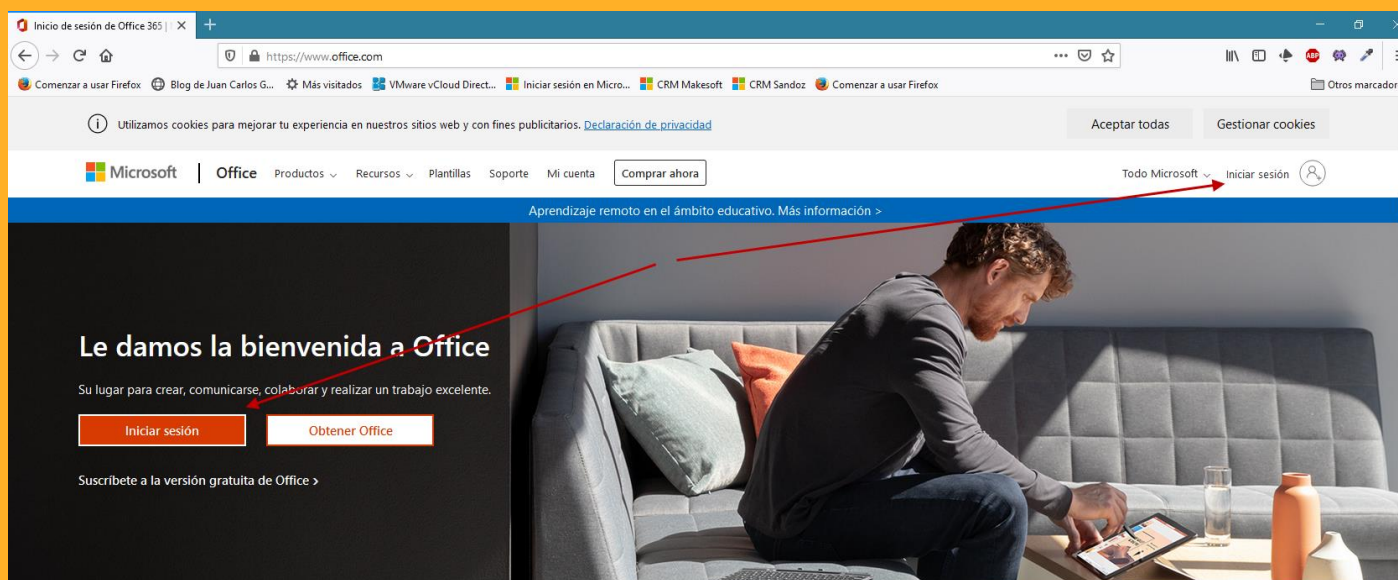 Inicio de sesión de Office 365 |
https://www.office.com
Comenzar a usar Firefox Blog de Juan Carlos G... Más visitados VMware vCloud Direct... Iniciar sesión en Micro... CRM Makesoft CRM Sandoz Comenzar a usar Firefox Otros marcador
Utilizamos cookies para mejorar tu experiencia en nuestros sitios web y con fines publicitarios. Declaración de privacidad Aceptar todas Gestionar cookies
Microsoft Office Productos Recursos Plantillas Soporte Mi cuenta Comprar ahora Todo Microsoft Iniciar sesión
Aprendizaje remoto en el ámbito educativo. Más información >
Le damos la bienvenida a Office
Su lugar para crear, comunicarse, colaborar y realizar un trabajo excelente.
Iniciar sesión Obtener Office
Suscríbete a la versión gratuita de Office >